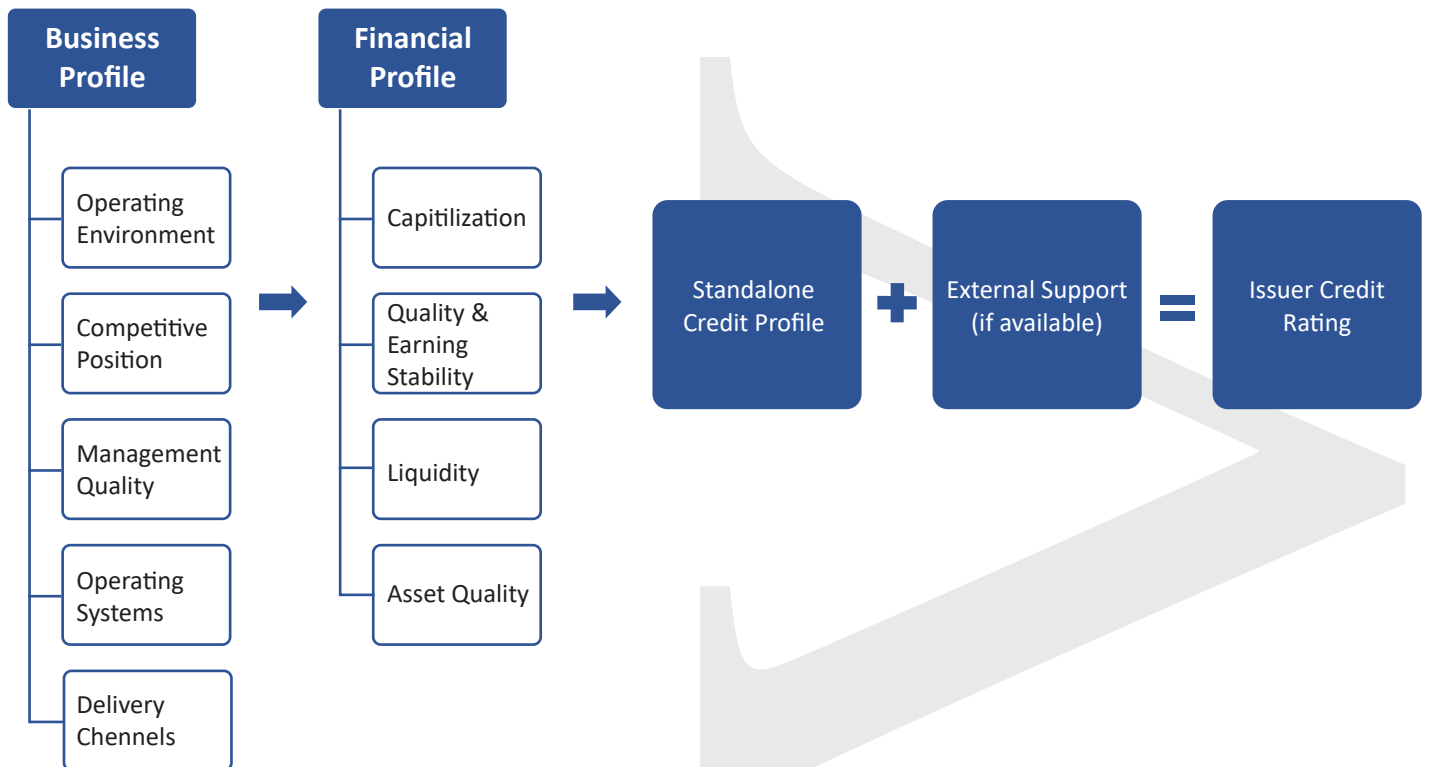 Business
Profile
Operating
Environment
Competitive
Position
Management
Quality
Operating
Systems
Delivery
Chennels
Financial
Profile
Capitilization
Quality &
Earning
Stability
Liquidity
Asset Quality
Standalone
Credit Profile
+
External Support
(if available)
=
Issuer Credit
Rating